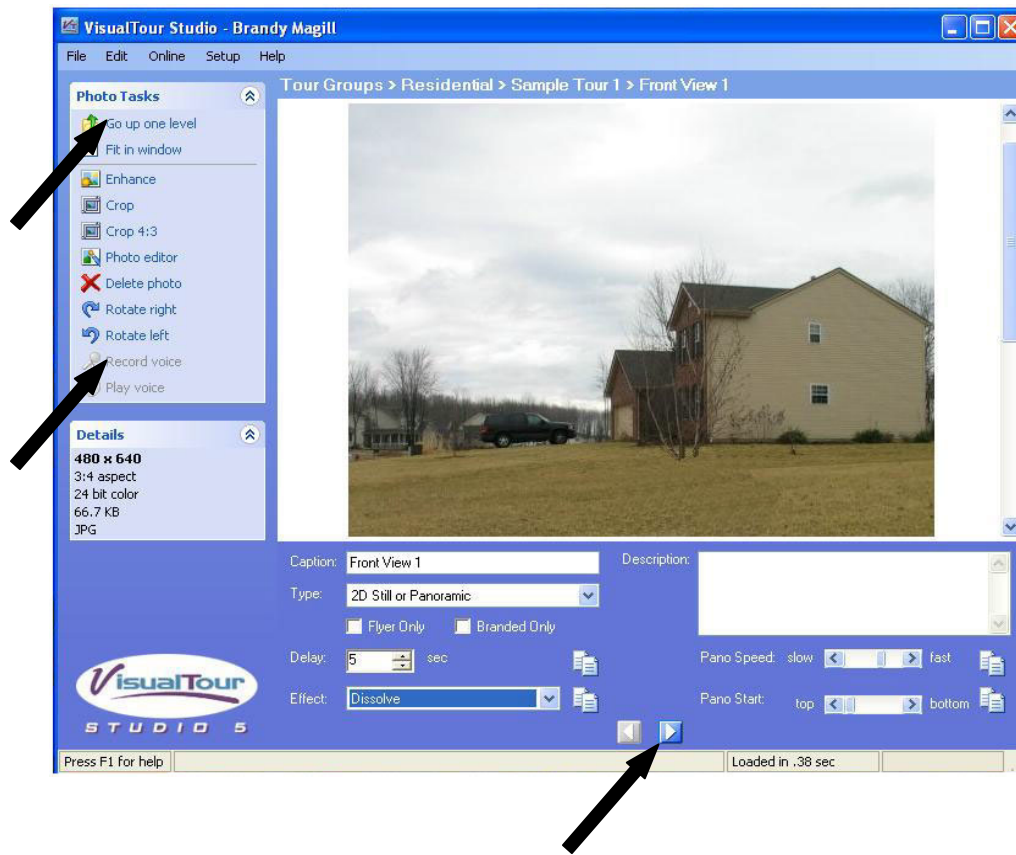 VisualTour Studio - Brandy Magill
File Edit Online Setup Help
Tour Groups > Residential > Sample Tour 1 > Front View 1
Photo Tasks
Go up one level
Fit in window
Enhance
Crop
Crop 4:3
Photo editor
Delete photo
Rotate right
Rotate left
Record voice
Play voice
Details
480 x 640
3:4 aspect
24 bit color
66.7 KB
JPG
Caption: Front View 1
Description:
Type: 2D Still or Panoramic
Flyer Only Branded Only
Delay: 5 sec
Pano Speed: slow fast
Effect: Dissolve
Pano Start: top bottom
VisualTour
STUDIO 5
Press F1 for help
Loaded in .38 sec